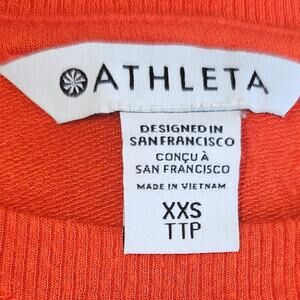 ATHLETA
DESIGNED IN
SAN FRANCISCO
CONÇU À
SAN FRANCISCO
MADE IN VIETNAM
XXS
TTP